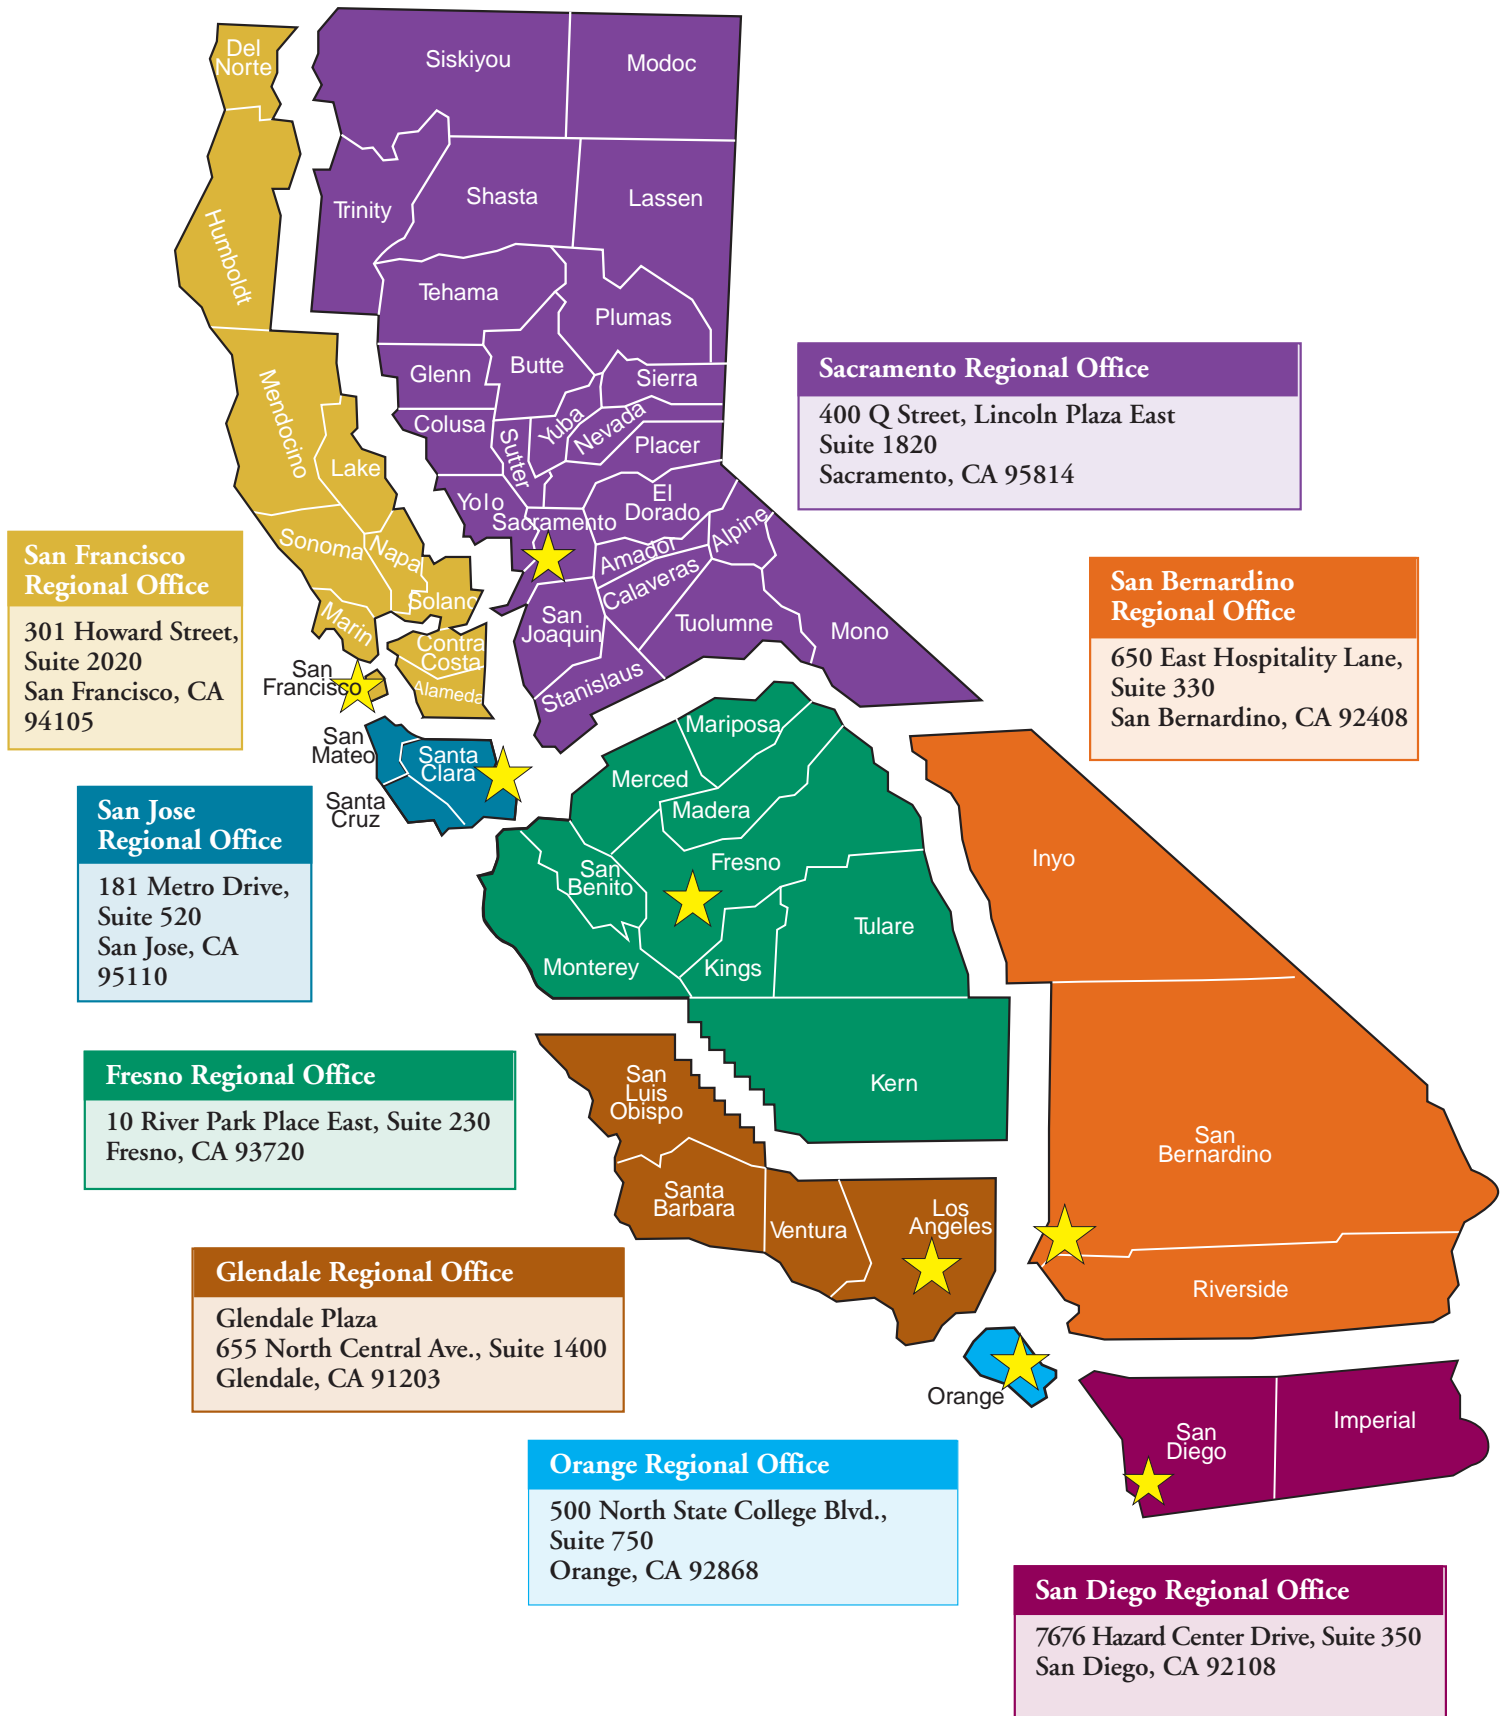 Del
Norte
Siskiyou
Modoc
Humboldt
Trinity
Shasta
Lassen
Tehama
Plumas
Mendocino
Glenn
Butte
Sierra
Colusa
Sutter
Yuba
Nevada
Placer
Lake
Yolo
Sacramento
El
Dorado
Alpine
Sonoma
Napa
Amador
Calaveras
Solano
Marin
San
Joaquin
Tuolumne
Mono
Contra
Costa
Stanislaus
San
Francisco
Alameda
Sacramento Regional Office
400 Q Street, Lincoln Plaza East
Suite 1820
Sacramento, CA 95814
San Francisco
Regional Office
301 Howard Street,
Suite 2020
San Francisco, CA
94105
San Bernardino
Regional Office
650 East Hospitality Lane,
Suite 330
San Bernardino, CA 92408
San
Mateo
Santa
Clara
Santa
Cruz
San Jose
Regional Office
181 Metro Drive,
Suite 520
San Jose, CA
95110
Mariposa
Merced
Madera
Fresno
San
Benito
Tulare
Monterey
Kings
Kern
Inyo
San
Bernardino
Riverside
Fresno Regional Office
10 River Park Place East, Suite 230
Fresno, CA 93720
San
Luis
Obispo
Santa
Barbara
Ventura
Los
Angeles
Glendale Regional Office
Glendale Plaza
655 North Central Ave., Suite 1400
Glendale, CA 91203
Orange
San
Diego
Imperial
Orange Regional Office
500 North State College Blvd.,
Suite 750
Orange, CA 92868
San Diego Regional Office
7676 Hazard Center Drive, Suite 350
San Diego, CA 92108